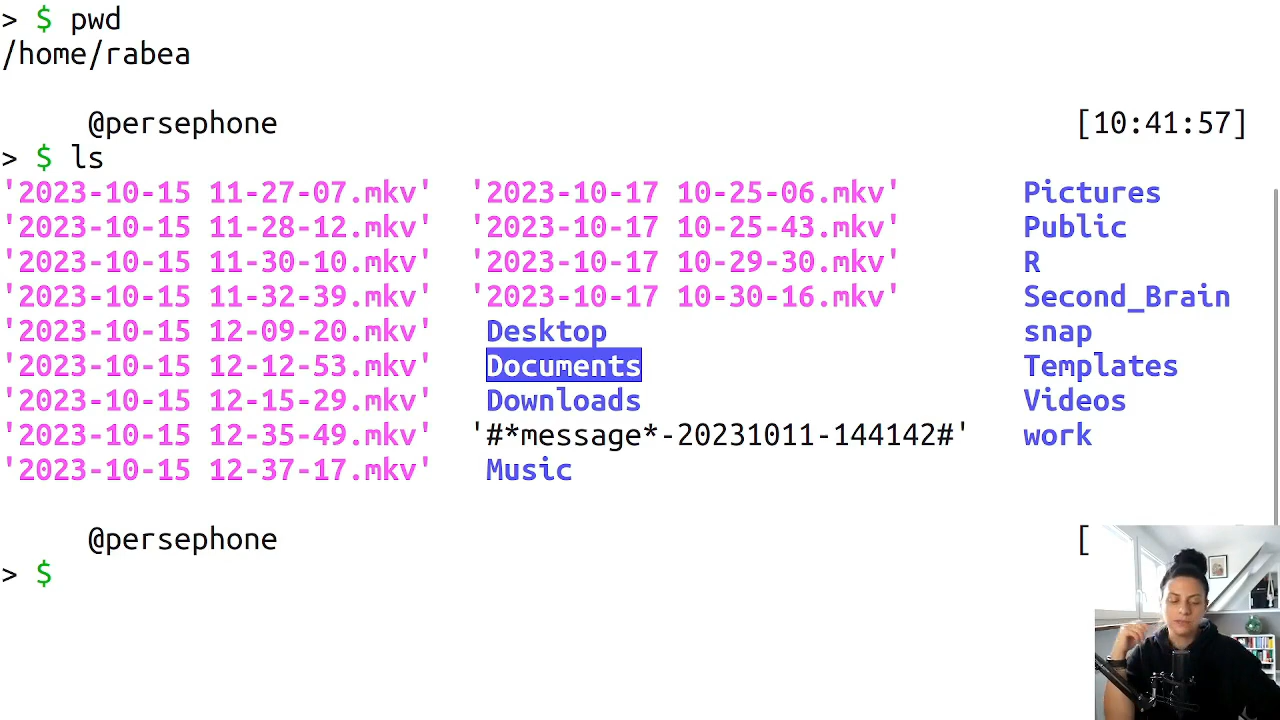 > $ pwd
/home/rabea
@persephone [10:41:57]
> $ ls
'2023-10-15 11-27-07.mkv' '2023-10-17 10-25-06.mkv' Pictures
'2023-10-15 11-28-12.mkv' '2023-10-17 10-25-43.mkv' Public
'2023-10-15 11-30-10.mkv' '2023-10-17 10-29-30.mkv' R
'2023-10-15 11-32-39.mkv' '2023-10-17 10-30-16.mkv' Second_Brain
'2023-10-15 12-09-20.mkv' Desktop snap
'2023-10-15 12-12-53.mkv' Documents Templates
'2023-10-15 12-15-29.mkv' Downloads Videos
'2023-10-15 12-35-49.mkv' '#*message*-20231011-144142#' work
'2023-10-15 12-37-17.mkv' Music
@persephone [
> $